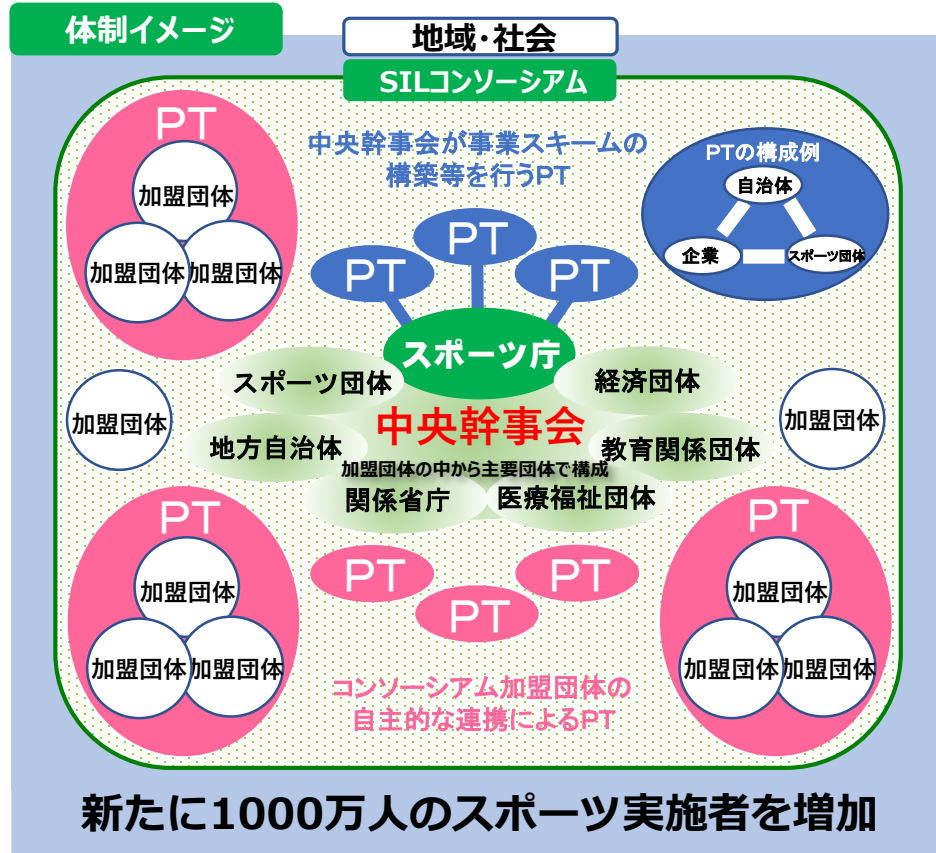 体制イメージ
地域・社会
SILコンソーシアム
PT
加盟団体
加盟団体
加盟団体
中央幹事会が事業スキームの
構築等を行うPT
PTの構成例
自治体
企業
スポーツ団体
PT
PT
PT
スポーツ庁
スポーツ団体
経済団体
中央幹事会
地方自治体
教育関係団体
加盟団体の中から主要団体で構成
関係省庁
医療福祉団体
加盟団体
加盟団体
PT
加盟団体
加盟団体
加盟団体
PT
PT
PT
コンソーシアム加盟団体の
自主的な連携によるPT
PT
加盟団体
加盟団体
加盟団体
新たに1000万人のスポーツ実施者を増加